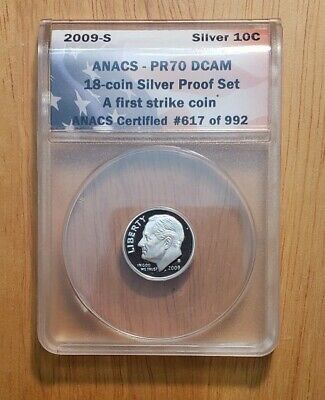 2009-S Silver 10C
ANACS - PR70 DCAM
18-coin Silver Proof Set
A first strike coin
ANACS Certified #617 of 992
LIBERTY
IN GOD
WE TRUST
2009
S